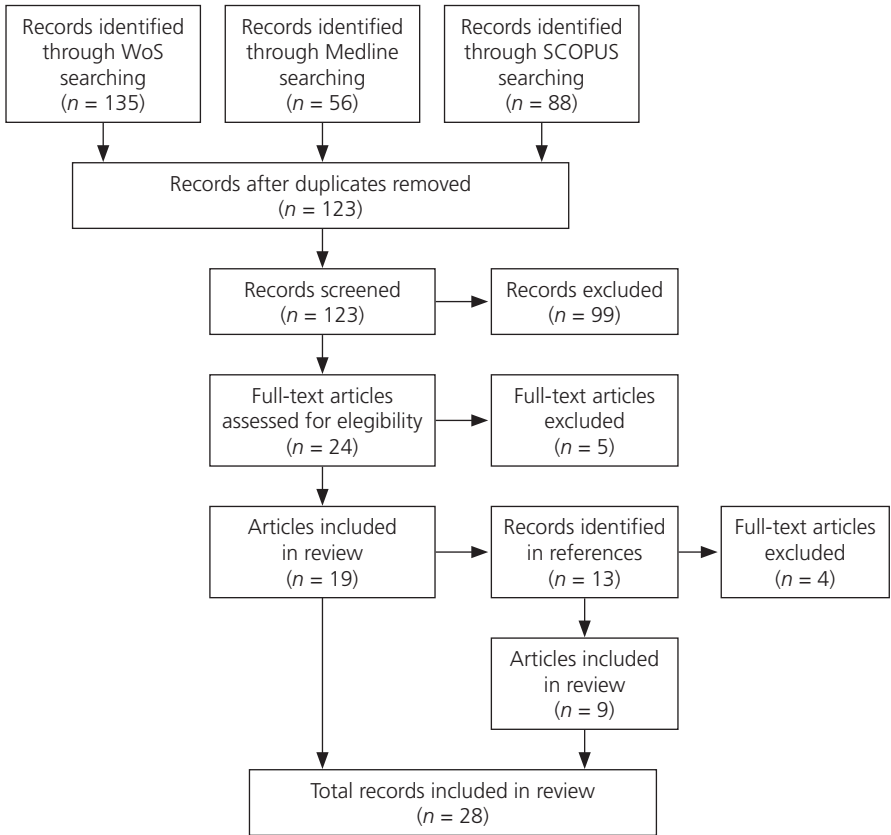 Records identified
through WoS
searching
(n = 135)
Records identified
through Medline
searching
(n = 56)
Records identified
through SCOPUS
searching
(n = 88)
Records after duplicates removed
(n = 123)
Records screened
(n = 123)
Records excluded
(n = 99)
Full-text articles
assessed for elegibility
(n = 24)
Full-text articles
excluded
(n = 5)
Articles included
in review
(n = 19)
Records identified
in references
(n = 13)
Full-text articles
excluded
(n = 4)
Articles included
in review
(n = 9)
Total records included in review
(n = 28)